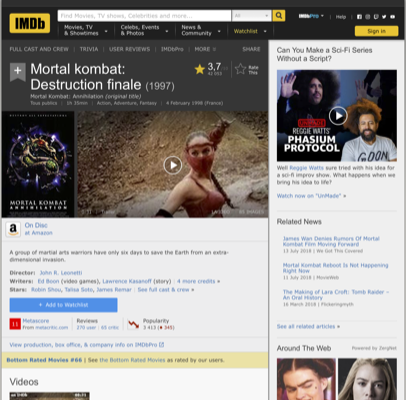 IMDb
Find Movies, TV shows, Celebrities and more...
All
IMDbPro
Help
Movies, TV
& Showtimes
Celebs, Events
& Photos
News &
Community
Watchlist
Sign in
FULL CAST AND CREW | TRIVIA | USER REVIEWS | IMDbPro | MORE
SHARE
Mortal kombat:
Destruction finale (1997)
Mortal Kombat: Annihilation (original title)
Tous publics | 1h 35min | Action, Adventure, Fantasy | 4 February 1998 (France)
3,7
Rate
This
MORTAL KOMBAT
ANNIHILATION
On Disc
at Amazon
A group of martial arts warriors have only six days to save the Earth from an extra-
dimensional invasion.
Director: John R. Leonetti
Writers: Ed Boon (video games), Lawrence Kasanoff (story) | 4 more credits »
Stars: Robin Shou, Talisa Soto, James Remar | See full cast & crew »
+ Add to Watchlist
11
Metascore
From metacritic.com
Reviews
270 user | 65 critic
Popularity
3 413 (345)
View production, box office, & company info on IMDbPro
Bottom Rated Movies #66 | See the Bottom Rated Movies as rated by our users.
Videos
Can You Make a Sci-Fi Series
Without a Script?
REGGIE WATTS'
PHASIUM
PROTOCOL
Well Reggie Watts sure tried with his idea for
a sci-fi improv show. What happens when we
bring his idea to life?
Watch now on "UnMade" »
Related News
James Wan Denies Rumors Of Mortal
Kombat Film Moving Forward
13 July 2018 | We Got This Covered
Mortal Kombat Reboot Is Not Happening
Right Now
11 July 2018 | MovieWeb
The Making of Lara Croft: Tomb Raider –
An Oral History
16 March 2018 | Flickeringmyth
See all related articles »
Around The Web
Powered by ZergNet